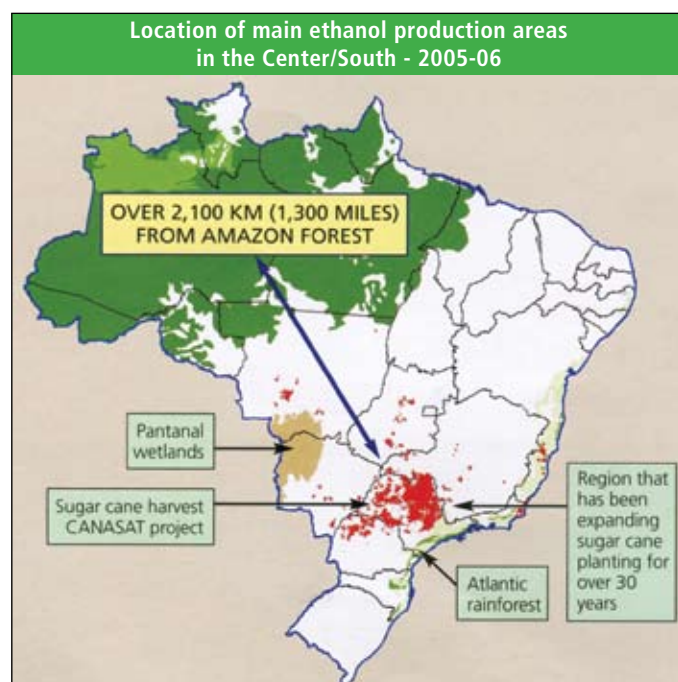 Location of main ethanol production areas
in the Center/South - 2005-06
OVER 2,100 KM (1,300 MILES)
FROM AMAZON FOREST
Pantanal
wetlands
Sugar cane harvest
CANASAT project
Region that
has been
expanding
sugar cane
planting for
over 30
years
Atlantic
rainforest